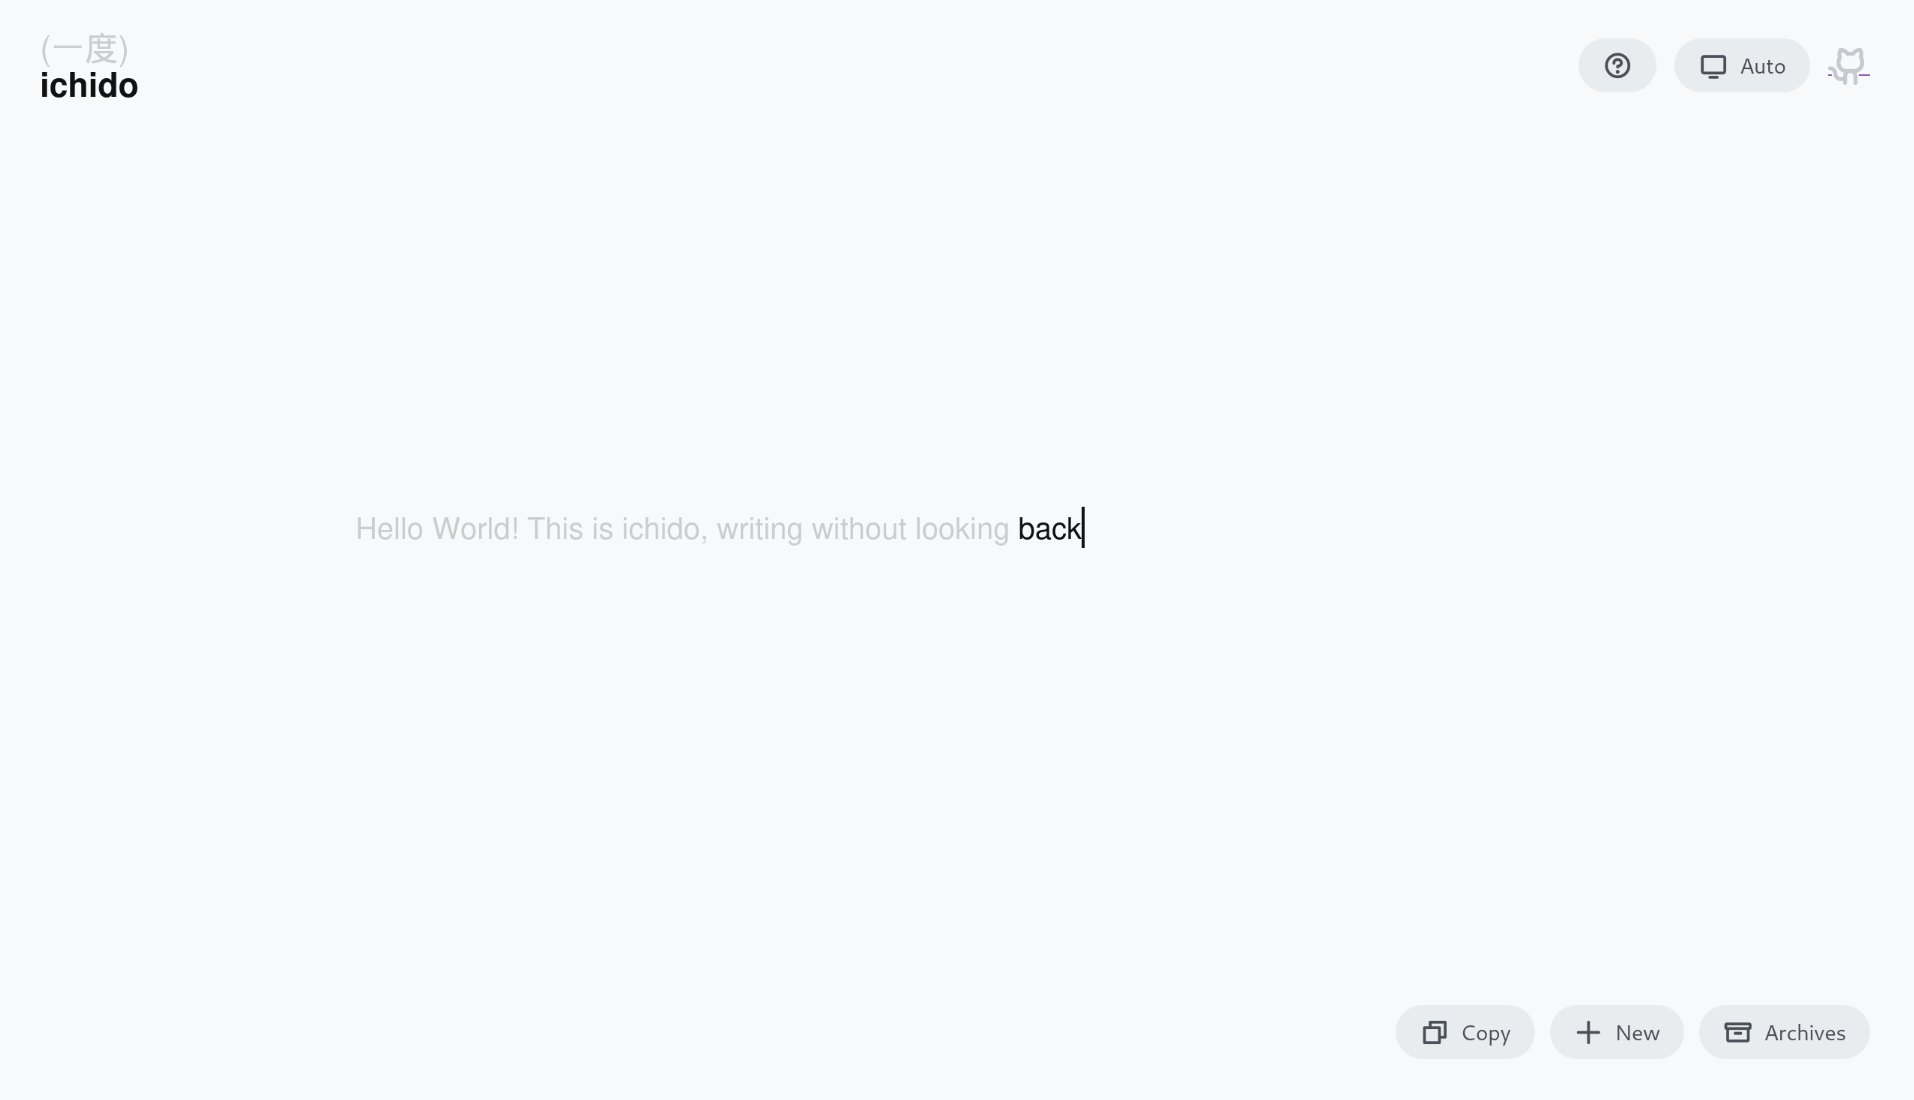 (一度)
ichido
Auto
Hello World! This is ichido, writing without looking back
Copy
New
Archives